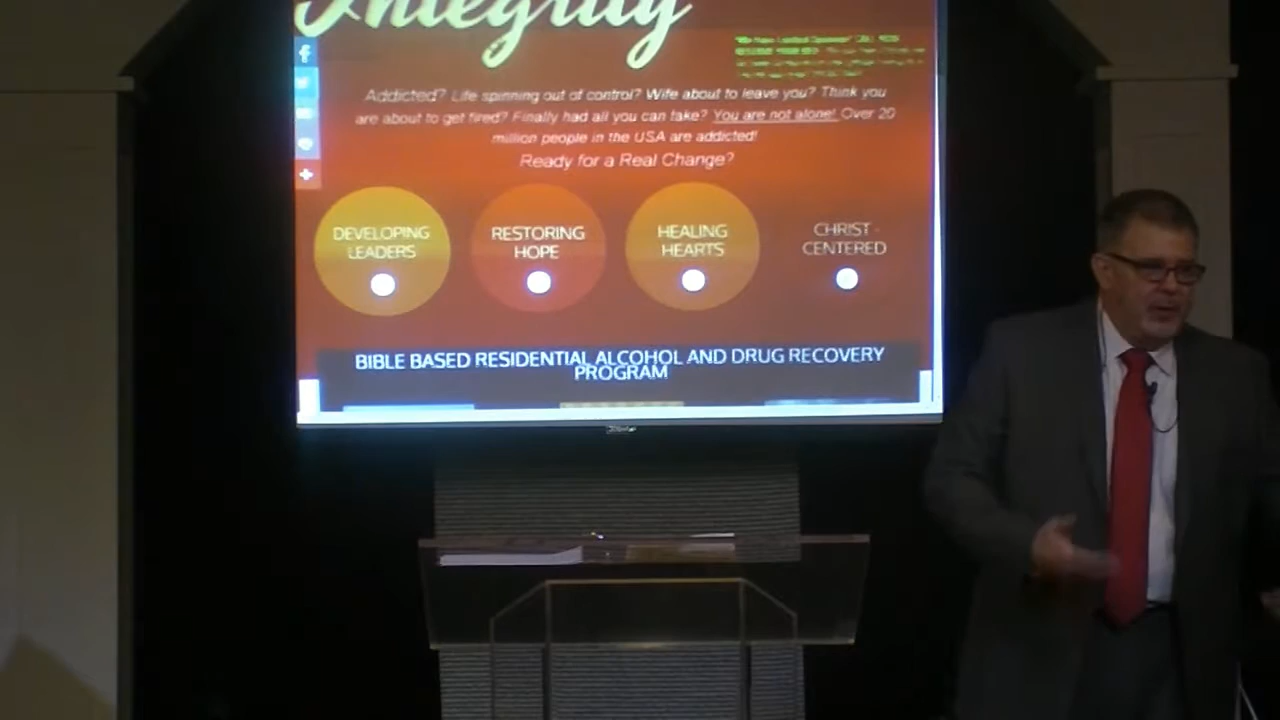 Integrity
Addicted? Life spinning out of control? Wife about to leave you? Think you
are about to get fired? Finally had all you can take? You are not alone! Over 20
million people in the USA are addicted!
Ready for a Real Change?
DEVELOPING
LEADERS
RESTORING
HOPE
HEALING
HEARTS
CHRIST -
CENTERED
BIBLE BASED RESIDENTIAL ALCOHOL AND DRUG RECOVERY
PROGRAM